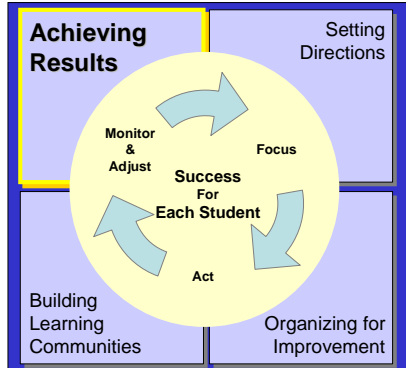 Achieving
Results
Setting
Directions
Monitor
&
Adjust
Focus
Success
For
Each Student
Act
Building
Learning
Communities
Organizing for
Improvement